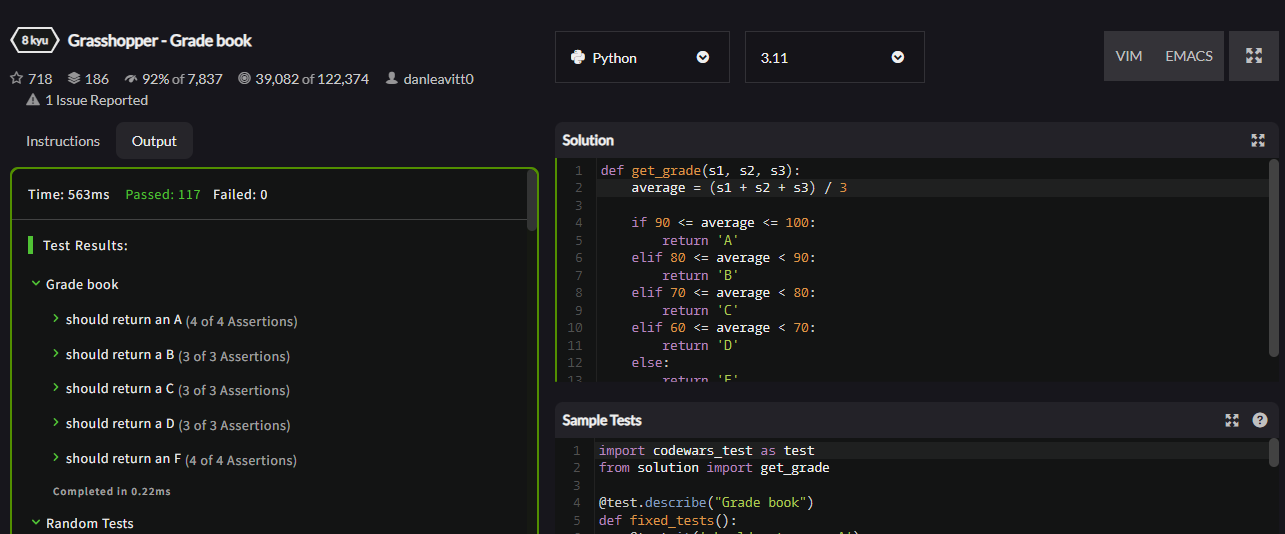 8 kyu Grasshopper - Grade book
718 186 92% of 7,837 39,082 of 122,374 danleavitt0
1 Issue Reported
Instructions Output
Time: 563ms Passed: 117 Failed: 0
Test Results:
Grade book
should return an A (4 of 4 Assertions)
should return a B (3 of 3 Assertions)
should return a C (3 of 3 Assertions)
should return a D (3 of 3 Assertions)
should return an F (4 of 4 Assertions)
Completed in 0.22ms
Random Tests
Python 3.11 VIM EMACS
Solution
1 def get_grade(s1, s2, s3):
2 average = (s1 + s2 + s3) / 3
3
4 if 90 <= average <= 100:
5 return 'A'
6 elif 80 <= average < 90:
7 return 'B'
8 elif 70 <= average < 80:
9 return 'C'
10 elif 60 <= average < 70:
11 return 'D'
12 else:
13 return 'F'
Sample Tests
1 import codewars_test as test
2 from solution import get_grade
3
4 @test.describe("Grade book")
5 def fixed_tests():